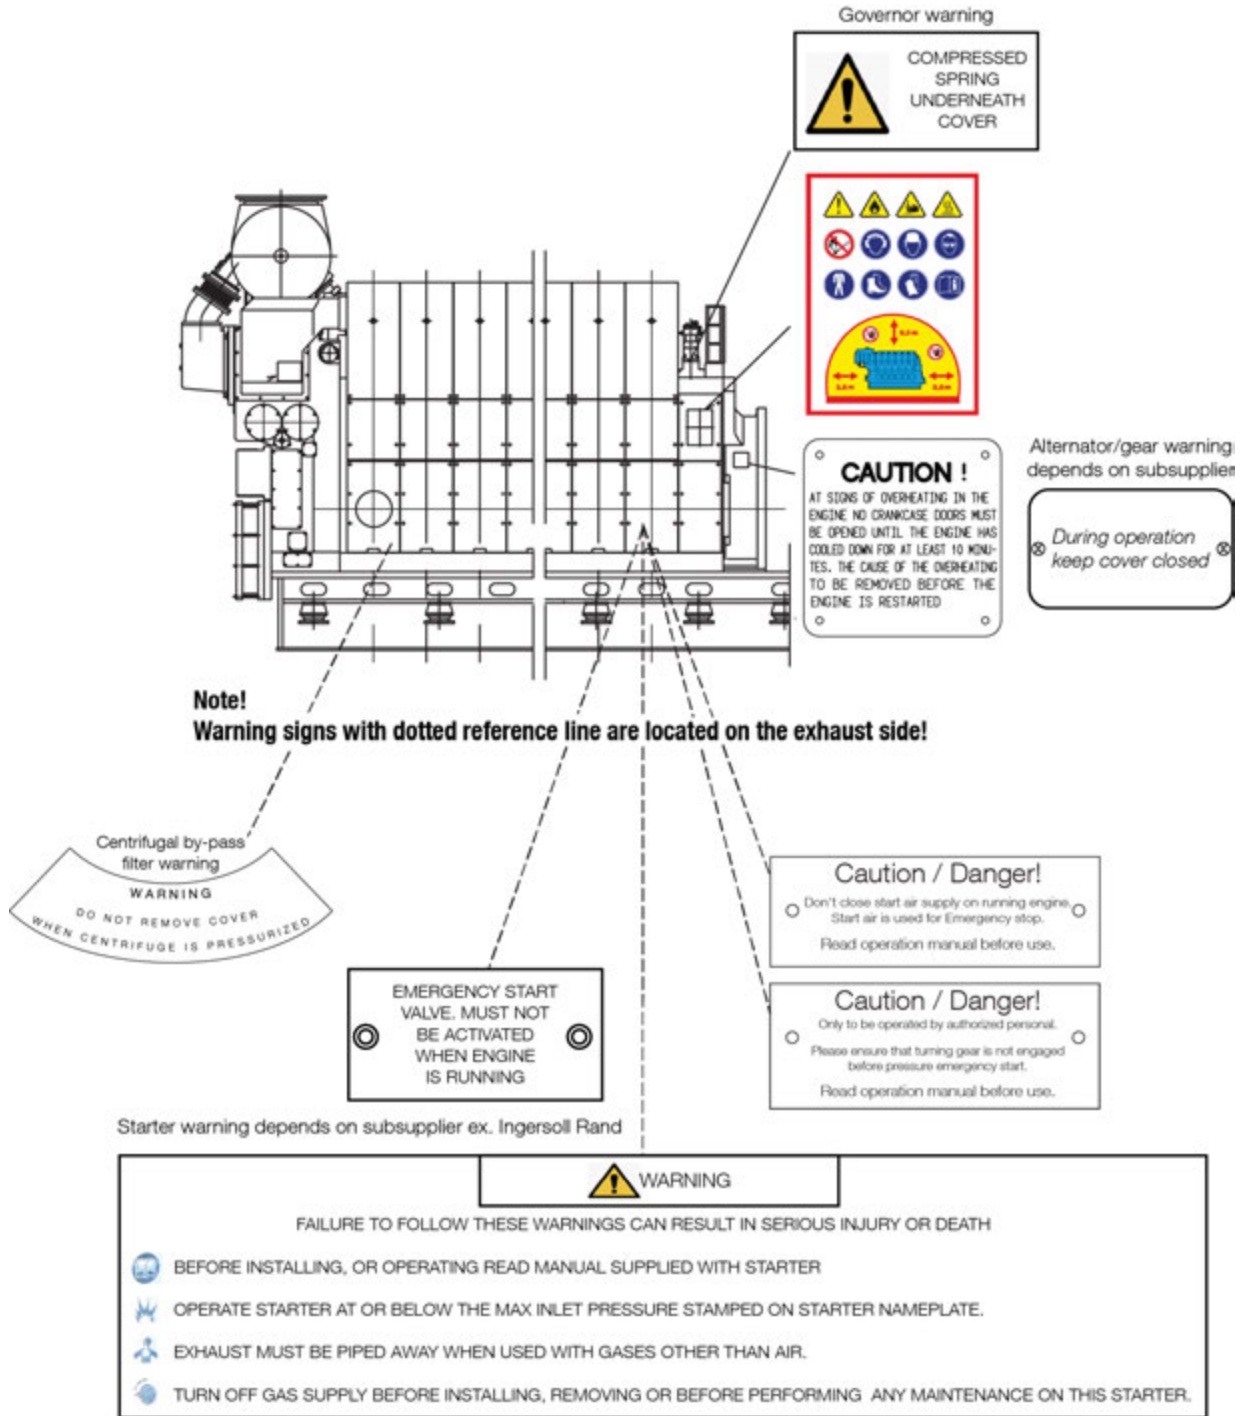 Governor warning
COMPRESSED
SPRING
UNDERNEATH
COVER
CAUTION !
AT SIGNS OF OVERHEATING IN THE
ENGINE NO CRANKCASE DOORS MUST
BE OPENED UNTIL THE ENGINE HAS
COOLED DOWN FOR AT LEAST 10 MINU-
TES. THE CAUSE OF THE OVERHEATING
TO BE REMOVED BEFORE THE
ENGINE IS RESTARTED
Alternator/gear warning
depends on subsupplier
During operation
keep cover closed
Note!
Warning signs with dotted reference line are located on the exhaust side!
Centrifugal by-pass
filter warning
WARNING
DO NOT REMOVE COVER
WHEN CENTRIFUGE IS PRESSURIZED
EMERGENCY START
VALVE. MUST NOT
BE ACTIVATED
WHEN ENGINE
IS RUNNING
Caution / Danger!
Don't close start air supply on running engine.
Start air is used for Emergency stop.
Read operation manual before use.
Caution / Danger!
Only to be operated by authorized personal.
Please ensure that turning gear is not engaged
before pressure emergency start.
Read operation manual before use.
Starter warning depends on subsupplier ex. Ingersoll Rand
WARNING
FAILURE TO FOLLOW THESE WARNINGS CAN RESULT IN SERIOUS INJURY OR DEATH
BEFORE INSTALLING, OR OPERATING READ MANUAL SUPPLIED WITH STARTER
OPERATE STARTER AT OR BELOW THE MAX INLET PRESSURE STAMPED ON STARTER NAMEPLATE.
EXHAUST MUST BE PIPED AWAY WHEN USED WITH GASES OTHER THAN AIR.
TURN OFF GAS SUPPLY BEFORE INSTALLING, REMOVING OR BEFORE PERFORMING ANY MAINTENANCE ON THIS STARTER.